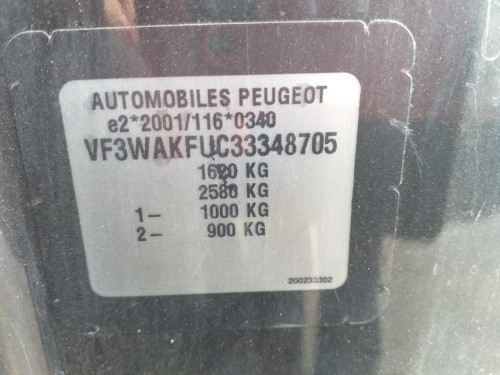 AUTOMOBILES PEUGEOT
e2*2001/116*0340
VF3WAKFUC33348705
1620 KG
2580 KG
1- 1000 KG
2- 900 KG
200233302